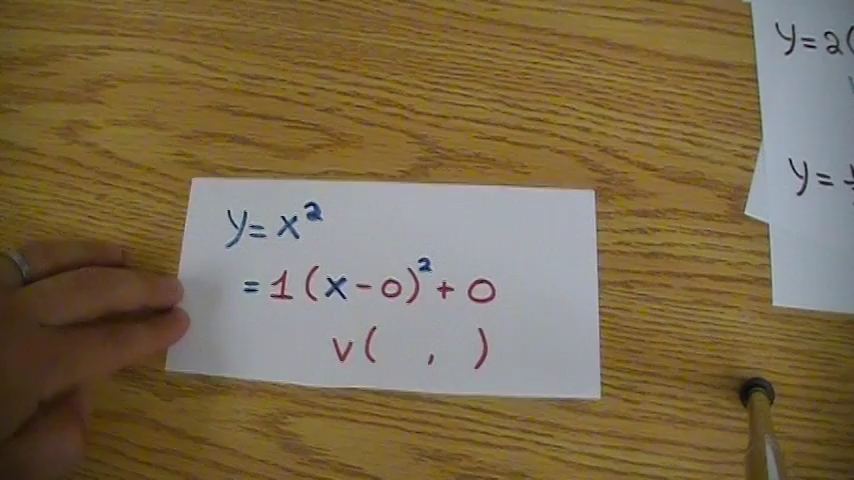 y = x²
= 1(x - 0)² + 0
v( , )
y = 2(
y =